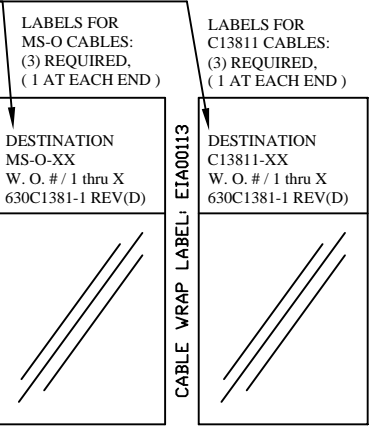 LABELS FOR
MS-O CABLES:
(3) REQUIRED,
( 1 AT EACH END )
DESTINATION
MS-O-XX
W. O. # / 1 thru X
630C1381-1 REV(D)
CABLE WRAP LABEL: EIA00113
LABELS FOR
C13811 CABLES:
(3) REQUIRED,
( 1 AT EACH END )
DESTINATION
C13811-XX
W. O. # / 1 thru X
630C1381-1 REV(D)